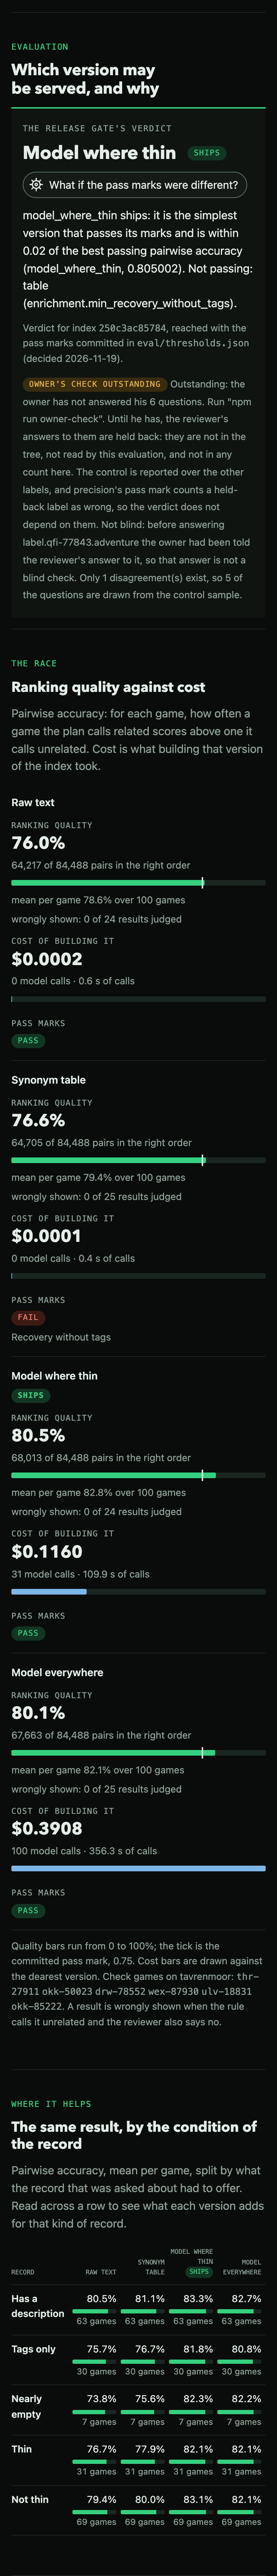 EVALUATION
Which version may
be served, and why
THE RELEASE GATE'S VERDICT
Model where thin SHIPS
What if the pass marks were different?
model_where_thin ships: it is the simplest
version that passes its marks and is within
0.02 of the best passing pairwise accuracy
(model_where_thin, 0.805002). Not passing:
table
(enrichment.min_recovery_without_tags).
Verdict for index 250c3ac85784, reached with the
pass marks committed in eval/thresholds.json
(decided 2026-11-19).
OWNER'S CHECK OUTSTANDING Outstanding: the
owner has not answered his 6 questions. Run "npm
run owner-check". Until he has, the reviewer's
answers to them are held back: they are not in the
tree, not read by this evaluation, and not in any
count here. The control is reported over the other
labels, and precision's pass mark counts a held-
back label as wrong, so the verdict does not
depend on them. Not blind: before answering
label.qfi-77843.adventure the owner had been told
the reviewer's answer to it, so that answer is not a
blind check. Only 1 disagreement(s) exist, so 5 of
the questions are drawn from the control sample.
THE RACE
Ranking quality against cost
Pairwise accuracy: for each game, how often a
game the plan calls related scores above one it
calls unrelated. Cost is what building that version
of the index took.
Raw text
RANKING QUALITY
76.0%
64,217 of 84,488 pairs in the right order
mean per game 78.6% over 100 games
wrongly shown: 0 of 24 results judged
COST OF BUILDING IT
$0.0002
0 model calls · 0.6 s of calls
PASS MARKS
PASS
Synonym table
RANKING QUALITY
76.6%
64,705 of 84,488 pairs in the right order
mean per game 79.4% over 100 games
wrongly shown: 0 of 25 results judged
COST OF BUILDING IT
$0.0001
0 model calls · 0.4 s of calls
PASS MARKS
FAIL
Recovery without tags
Model where thin
SHIPS
RANKING QUALITY
80.5%
68,013 of 84,488 pairs in the right order
mean per game 82.8% over 100 games
wrongly shown: 0 of 24 results judged
COST OF BUILDING IT
$0.1160
31 model calls · 109.9 s of calls
PASS MARKS
PASS
Model everywhere
RANKING QUALITY
80.1%
67,663 of 84,488 pairs in the right order
mean per game 82.1% over 100 games
wrongly shown: 0 of 25 results judged
COST OF BUILDING IT
$0.3908
100 model calls · 356.3 s of calls
PASS MARKS
PASS
Quality bars run from 0 to 100%; the tick is the
committed pass mark, 0.75. Cost bars are drawn against
the dearest version. Check games on tavrenmoor: thr-
27911 okk-50023 drw-78552 wex-87930 ulv-18831
okk-85222. A result is wrongly shown when the rule
calls it unrelated and the reviewer also says no.
WHERE IT HELPS
The same result, by the condition of
the record
Pairwise accuracy, mean per game, split by what
the record that was asked about had to offer.
Read across a row to see what each version adds
for that kind of record.
RECORD RAW TEXT SYNONYM TABLE MODEL WHERE THIN SHIPS MODEL EVERYWHERE
Has a description 80.5% 81.1% 83.3% 82.7%
63 games 63 games 63 games 63 games
Tags only 75.7% 76.7% 81.8% 80.8%
30 games 30 games 30 games 30 games
Nearly empty 73.8% 75.6% 82.3% 82.2%
7 games 7 games 7 games 7 games
Thin 76.7% 77.9% 82.1% 82.1%
31 games 31 games 31 games 31 games
Not thin 79.4% 80.0% 83.1% 82.1%
69 games 69 games 69 games 69 games